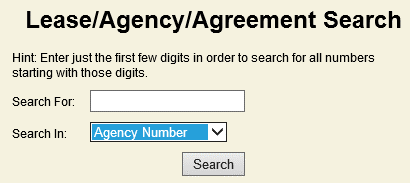 Lease/Agency/Agreement Search
Hint: Enter just the first few digits in order to search for all numbers
starting with those digits.
Search For:
Search In: Agency Number
Search